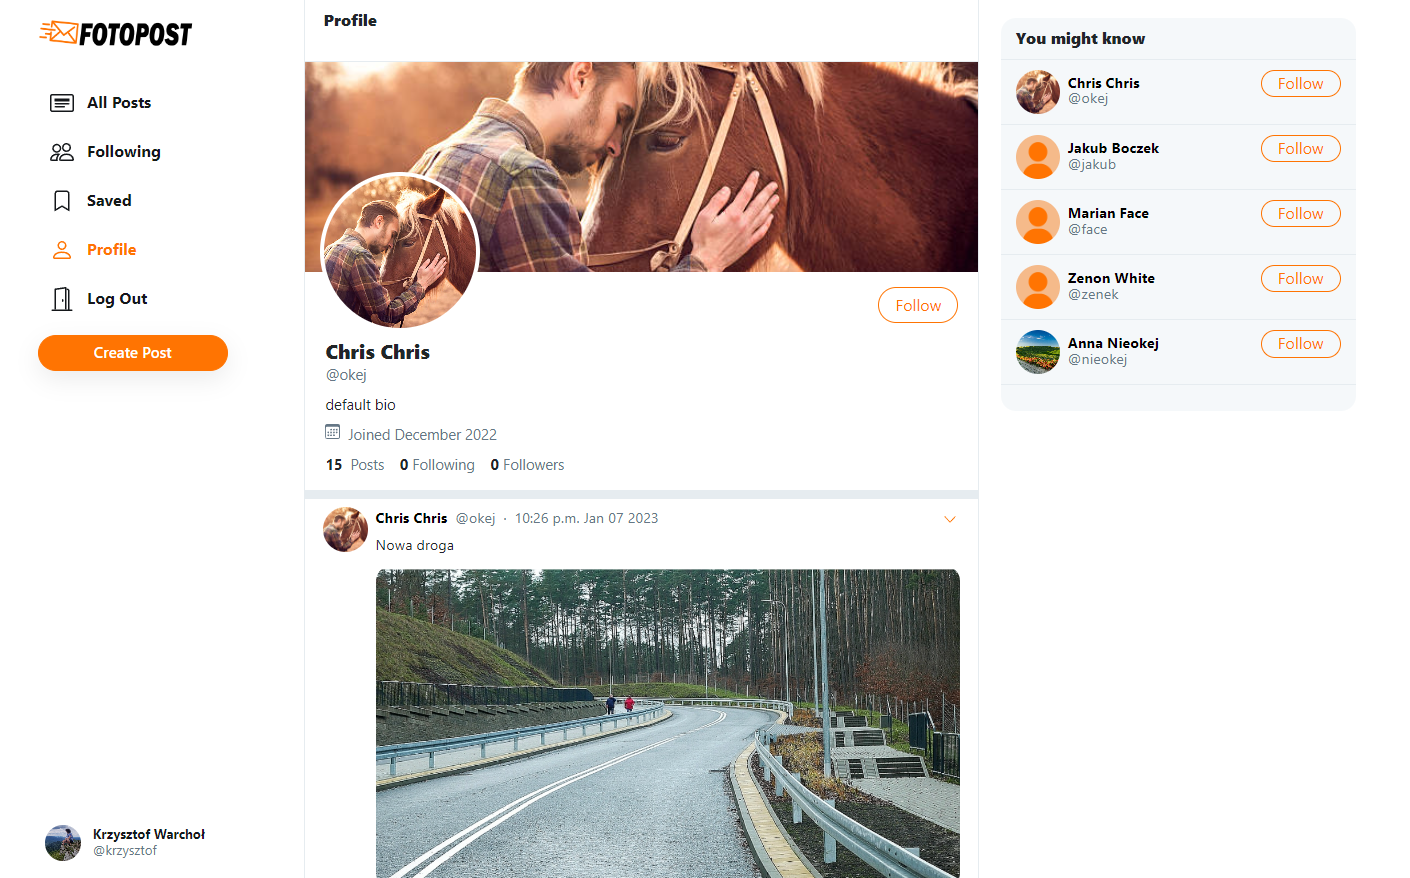 FOTOPOST
All Posts
Following
Saved
Profile
Log Out
Create Post
Krzysztof Warchoł
@krzysztof
Profile
Follow
Chris Chris
@okej
default bio
Joined December 2022
15 Posts 0 Following 0 Followers
Chris Chris @okej · 10:26 p.m. Jan 07 2023
Nowa droga
You might know
Chris Chris
@okej
Follow
Jakub Boczek
@jakub
Follow
Marian Face
@face
Follow
Zenon White
@zenek
Follow
Anna Nieokej
@nieokej
Follow